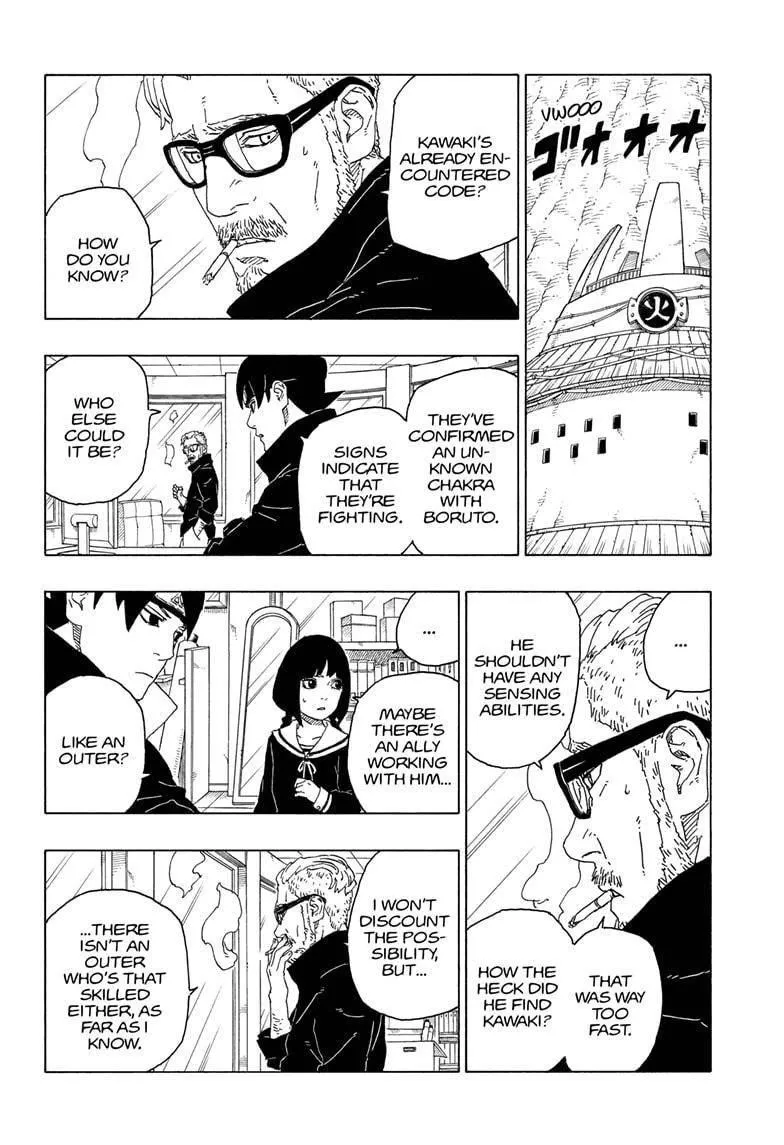 VWOOO
ゴオオオ
火
KAWAKI'S
ALREADY EN-
COUNTERED
CODE?
HOW
DO YOU
KNOW?
THEY'VE
CONFIRMED
AN UN-
KNOWN
CHAKRA
WITH
BORUTO.
SIGNS
INDICATE
THAT
THEY'RE
FIGHTING.
WHO
ELSE
COULD
IT BE?
...
HE
SHOULDN'T
HAVE ANY
SENSING
ABILITIES.
THAT
WAS WAY
TOO
FAST.
HOW THE
HECK DID
HE FIND
KAWAKI?
...
MAYBE
THERE'S
AN ALLY
WORKING
WITH HIM...
LIKE AN
OUTER?
I WON'T
DISCOUNT
THE POS-
SIBILITY,
BUT...
...THERE
ISN'T AN
OUTER
WHO'S THAT
SKILLED
EITHER, AS
FAR AS I
KNOW.